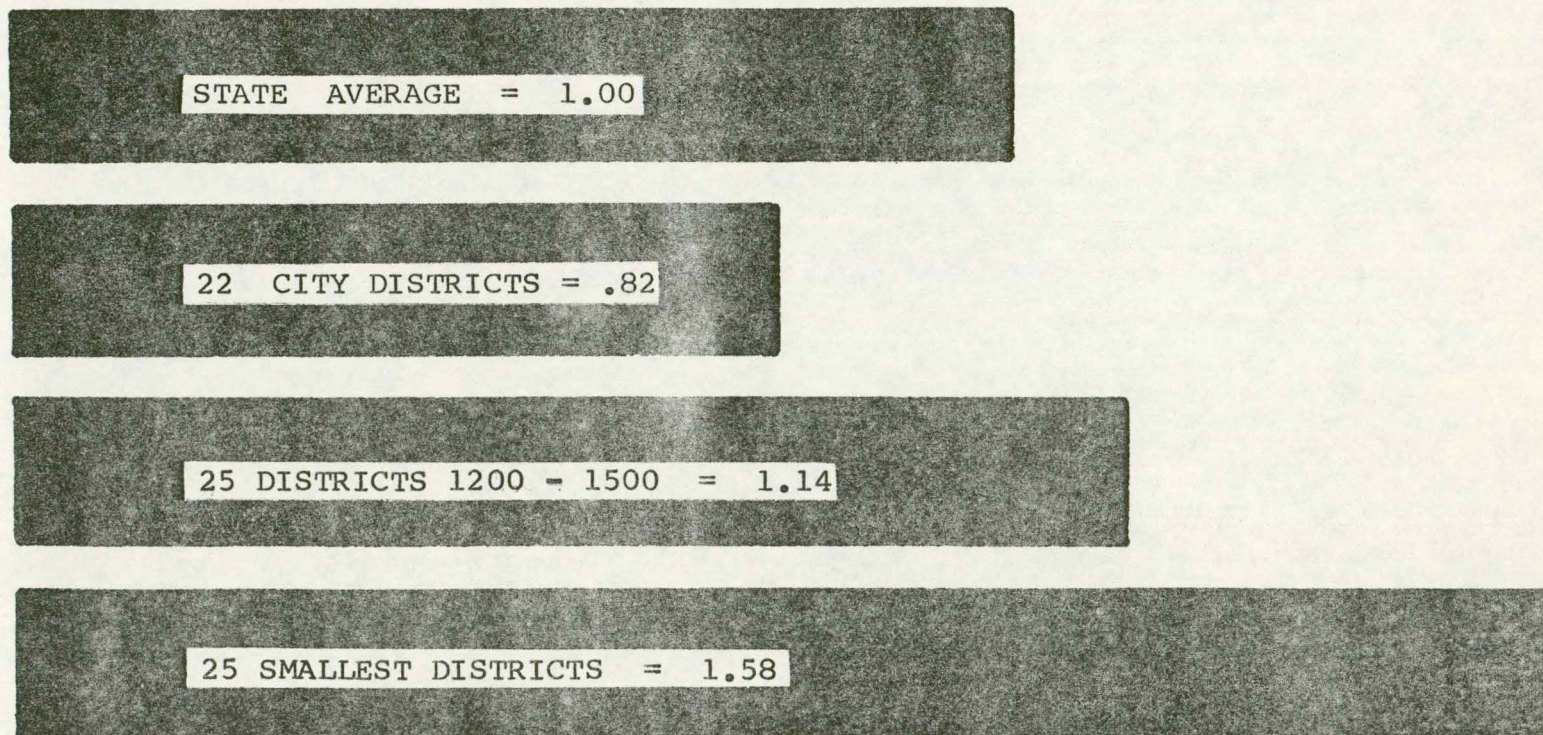 STATE AVERAGE = 1.00
22 CITY DISTRICTS = .82
25 DISTRICTS 1200 - 1500 = 1.14
25 SMALLEST DISTRICTS = 1.58